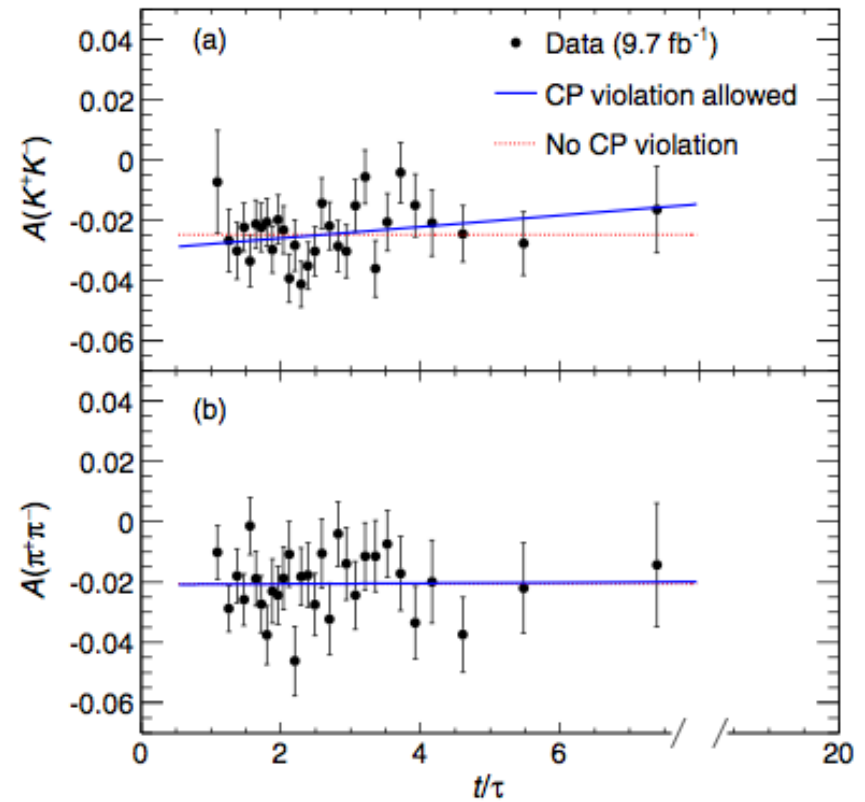 0.04
0.02
0
-0.02
-0.04
-0.06
A(K⁺K⁻)
(a)
Data (9.7 fb⁻¹)
CP violation allowed
No CP violation
0.04
0.02
0
-0.02
-0.04
-0.06
A(π⁺π⁻)
(b)
0 2 4 6 20
t/τ